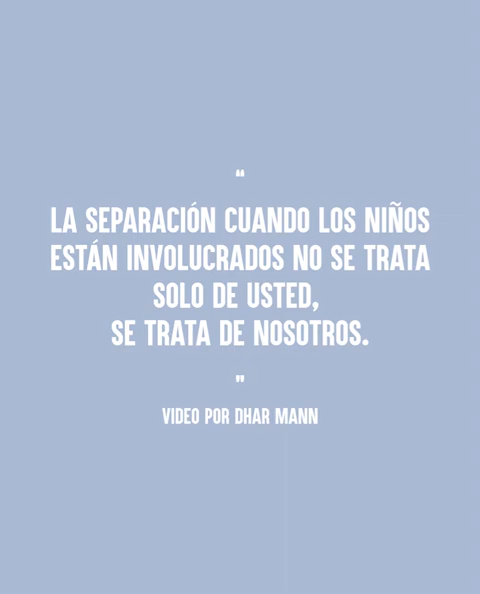 “
LA SEPARACIÓN CUANDO LOS NIÑOS
ESTÁN INVOLUCRADOS NO SE TRATA
SOLO DE USTED,
SE TRATA DE NOSOTROS.
"
VIDEO POR DHAR MANN